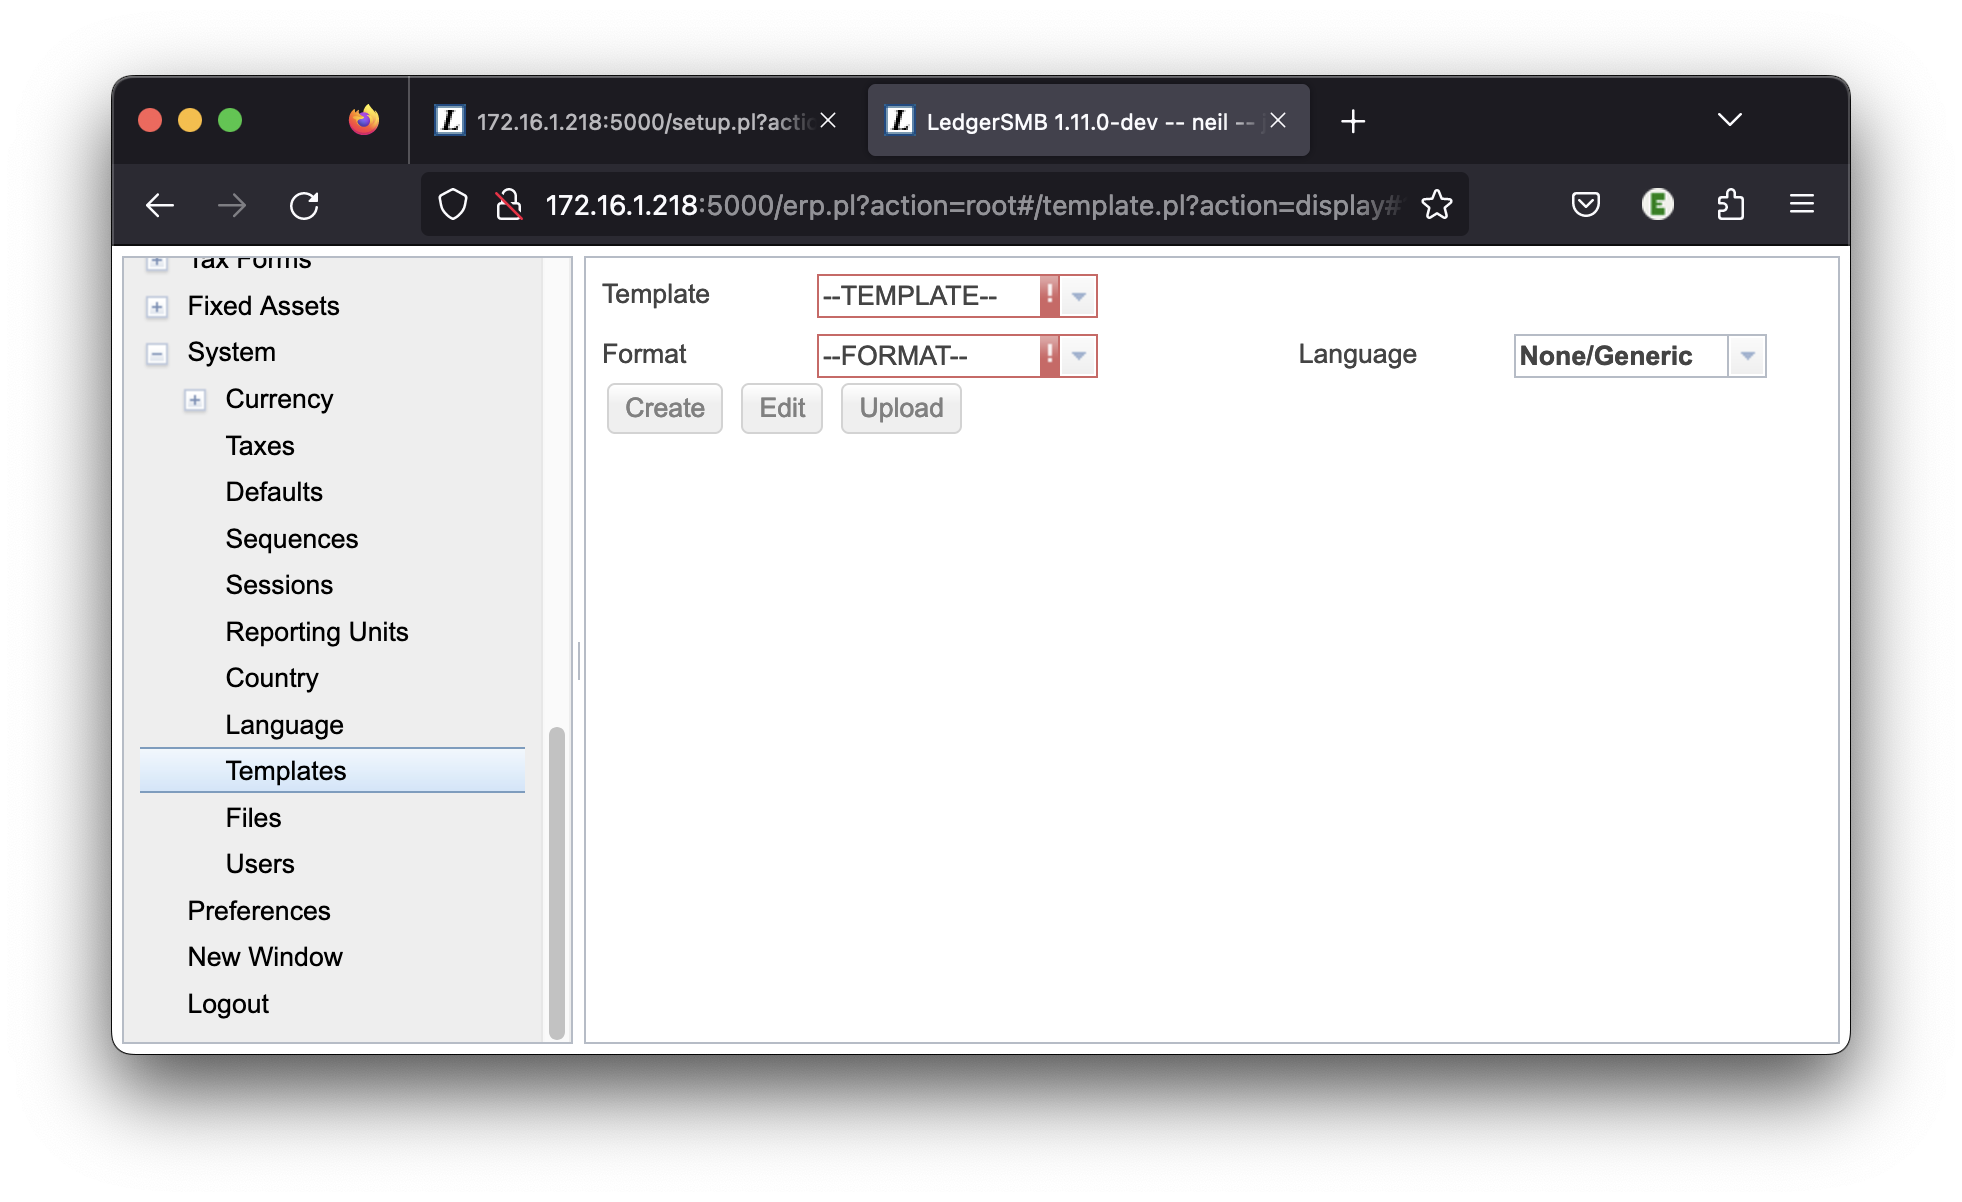 172.16.1.218:5000/setup.pl?actic
LedgerSMB 1.11.0-dev -- neil --
172.16.1.218:5000/erp.pl?action=root#/template.pl?action=display#
Tax Forms
Fixed Assets
System
Currency
Taxes
Defaults
Sequences
Sessions
Reporting Units
Country
Language
Templates
Files
Users
Preferences
New Window
Logout
Template --TEMPLATE-- !
Format --FORMAT-- ! Language None/Generic
Create Edit Upload